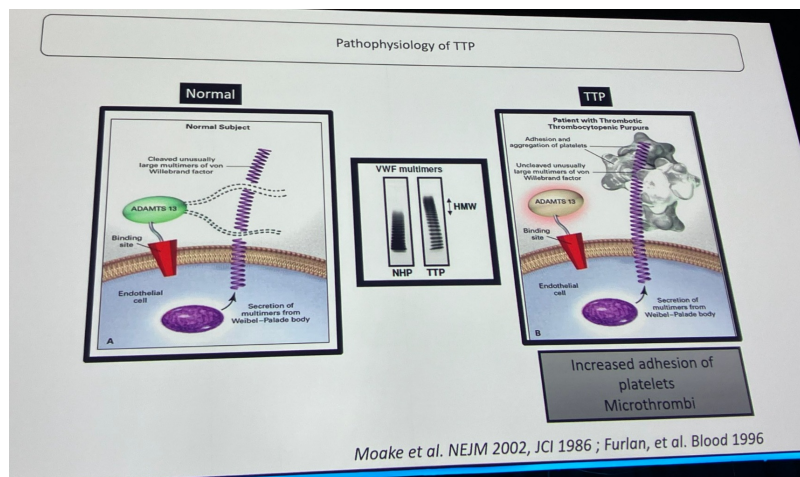 Pathophysiology of TTP
Normal
Normal Subject
Cleaved unusually
large multimers of von
Willebrand factor
ADAMTS 13
Binding
site
Endothelial
cell
Secretion of
multimers from
Weibel–Palade body
A
VWF multimers
HMW
NHP
TTP
TTP
Patient with Thrombotic
Thrombocytopenic Purpura
Adhesion and
aggregation of platelets
Uncleaved unusually
large multimers of von
Willebrand factor
ADAMTS 13
Binding
site
Endothelial
cell
Secretion of
multimers from
Weibel–Palade body
B
Increased adhesion of
platelets
Microthrombi
Moake et al. NEJM 2002, JCI 1986 ; Furlan, et al. Blood 1996